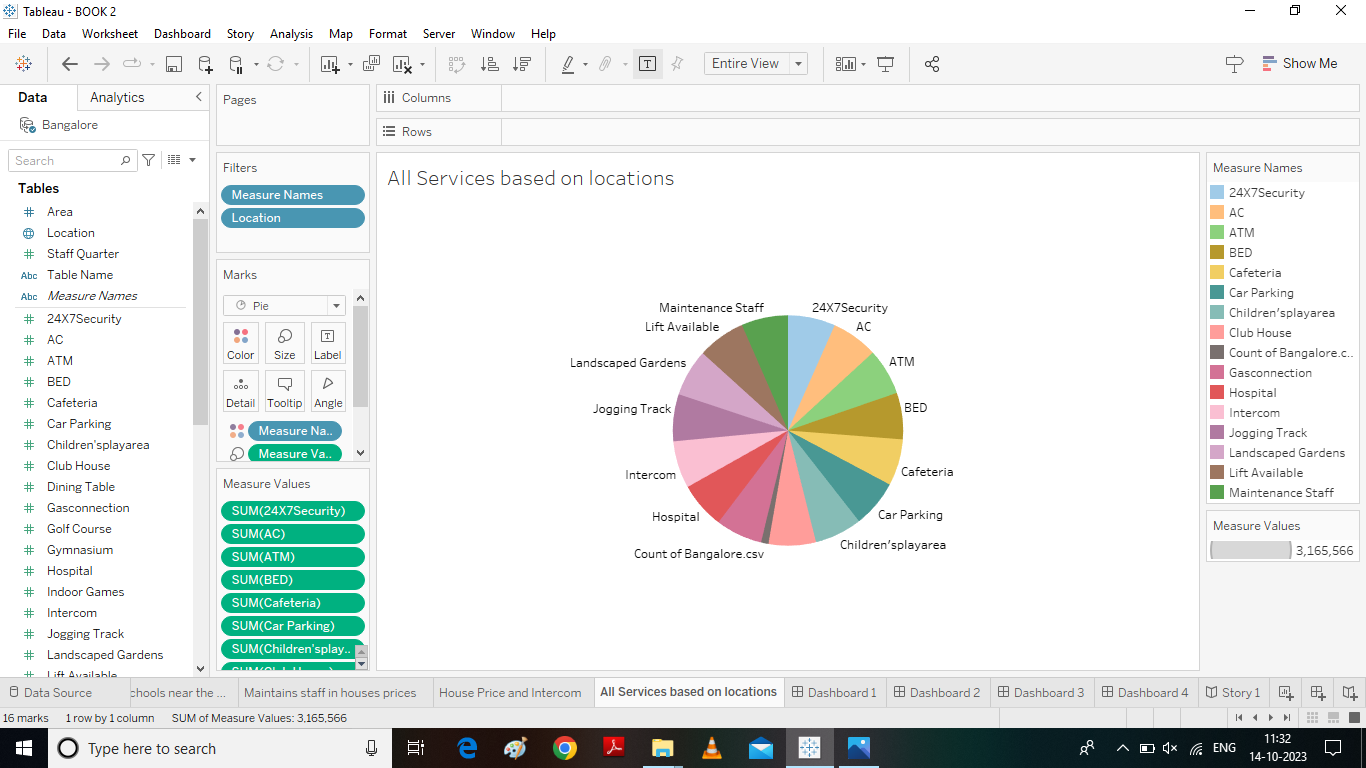 Tableau - BOOK 2
File Data Worksheet Dashboard Story Analysis Map Format Server Window Help
Entire View
Show Me
Data Analytics
Bangalore
Search
Tables
Area
Location
Staff Quarter
Abc Table Name
Abc Measure Names
24X7Security
AC
ATM
BED
Cafeteria
Car Parking
Children'splayarea
Club House
Dining Table
Gasconnection
Golf Course
Gymnasium
Hospital
Indoor Games
Intercom
Jogging Track
Landscaped Gardens
Lift Available
Pages
Filters
Measure Names
Location
Marks
Pie
Color Size Label
Detail Tooltip Angle
Measure Na..
Measure Va..
Measure Values
SUM(24X7Security)
SUM(AC)
SUM(ATM)
SUM(BED)
SUM(Cafeteria)
SUM(Car Parking)
SUM(Children'splay..
Columns
Rows
All Services based on locations
Maintenance Staff
24X7Security
Lift Available
AC
Landscaped Gardens
ATM
Jogging Track
BED
Intercom
Cafeteria
Hospital
Car Parking
Count of Bangalore.csv
Children'splayarea
Measure Names
24X7Security
AC
ATM
BED
Cafeteria
Car Parking
Children'splayarea
Club House
Count of Bangalore.c..
Gasconnection
Hospital
Intercom
Jogging Track
Landscaped Gardens
Lift Available
Maintenance Staff
Measure Values
3,165,566
Data Source chools near the ... Maintains staff in houses prices House Price and Intercom All Services based on locations Dashboard 1 Dashboard 2 Dashboard 3 Dashboard 4 Story 1
16 marks 1 row by 1 column SUM of Measure Values: 3,165,566
Type here to search
ENG
11:32
14-10-2023